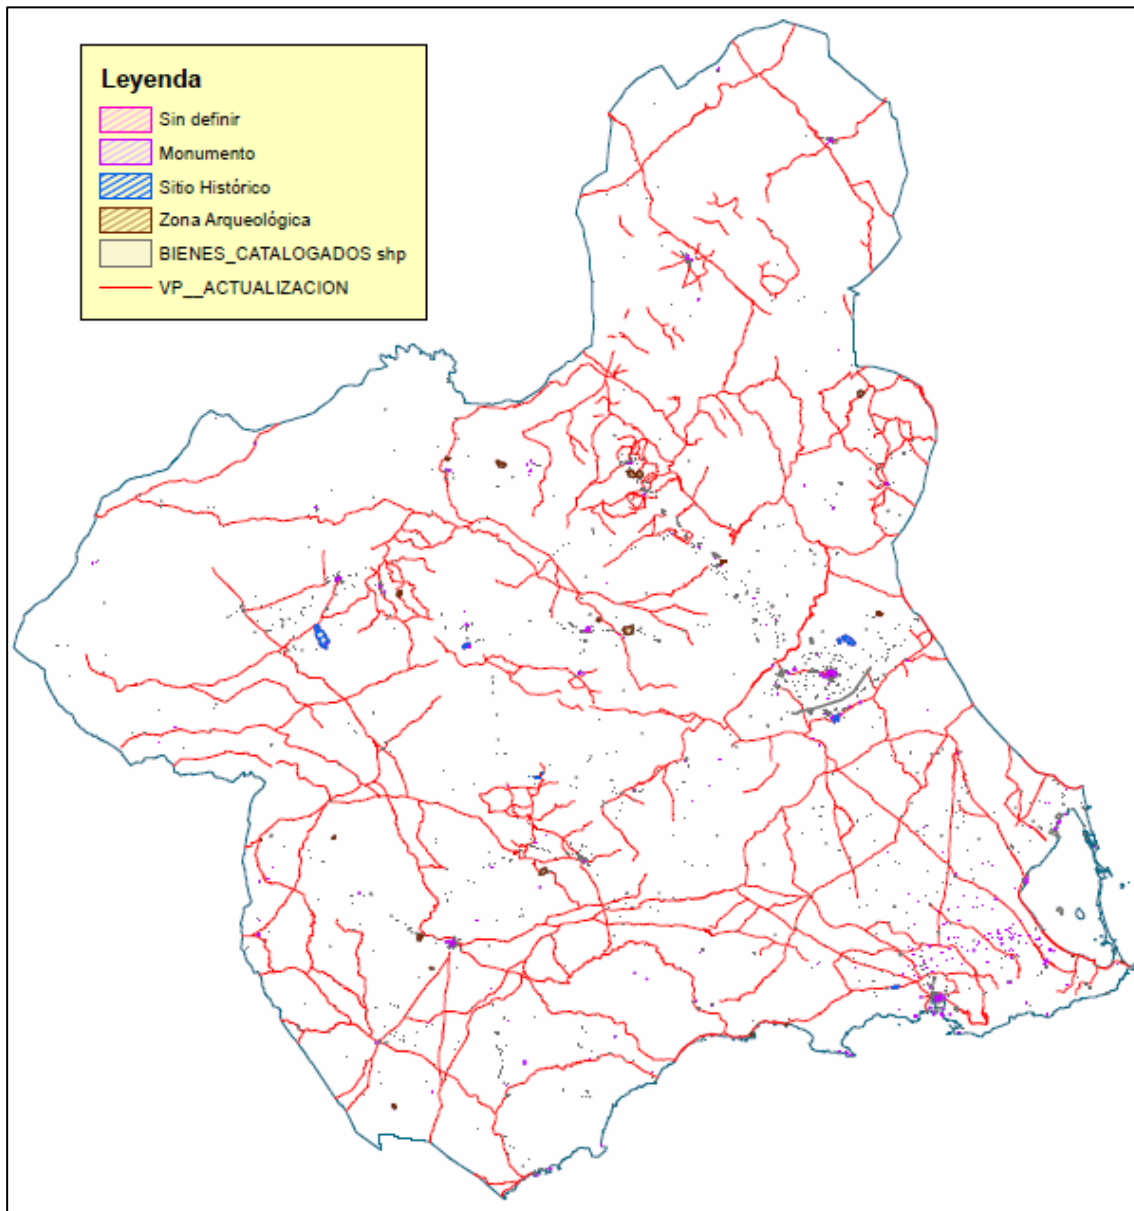 Leyenda
Sin definir
Monumento
Sitio Histórico
Zona Arqueológica
BIENES_CATALOGADOS shp
VP__ACTUALIZACION